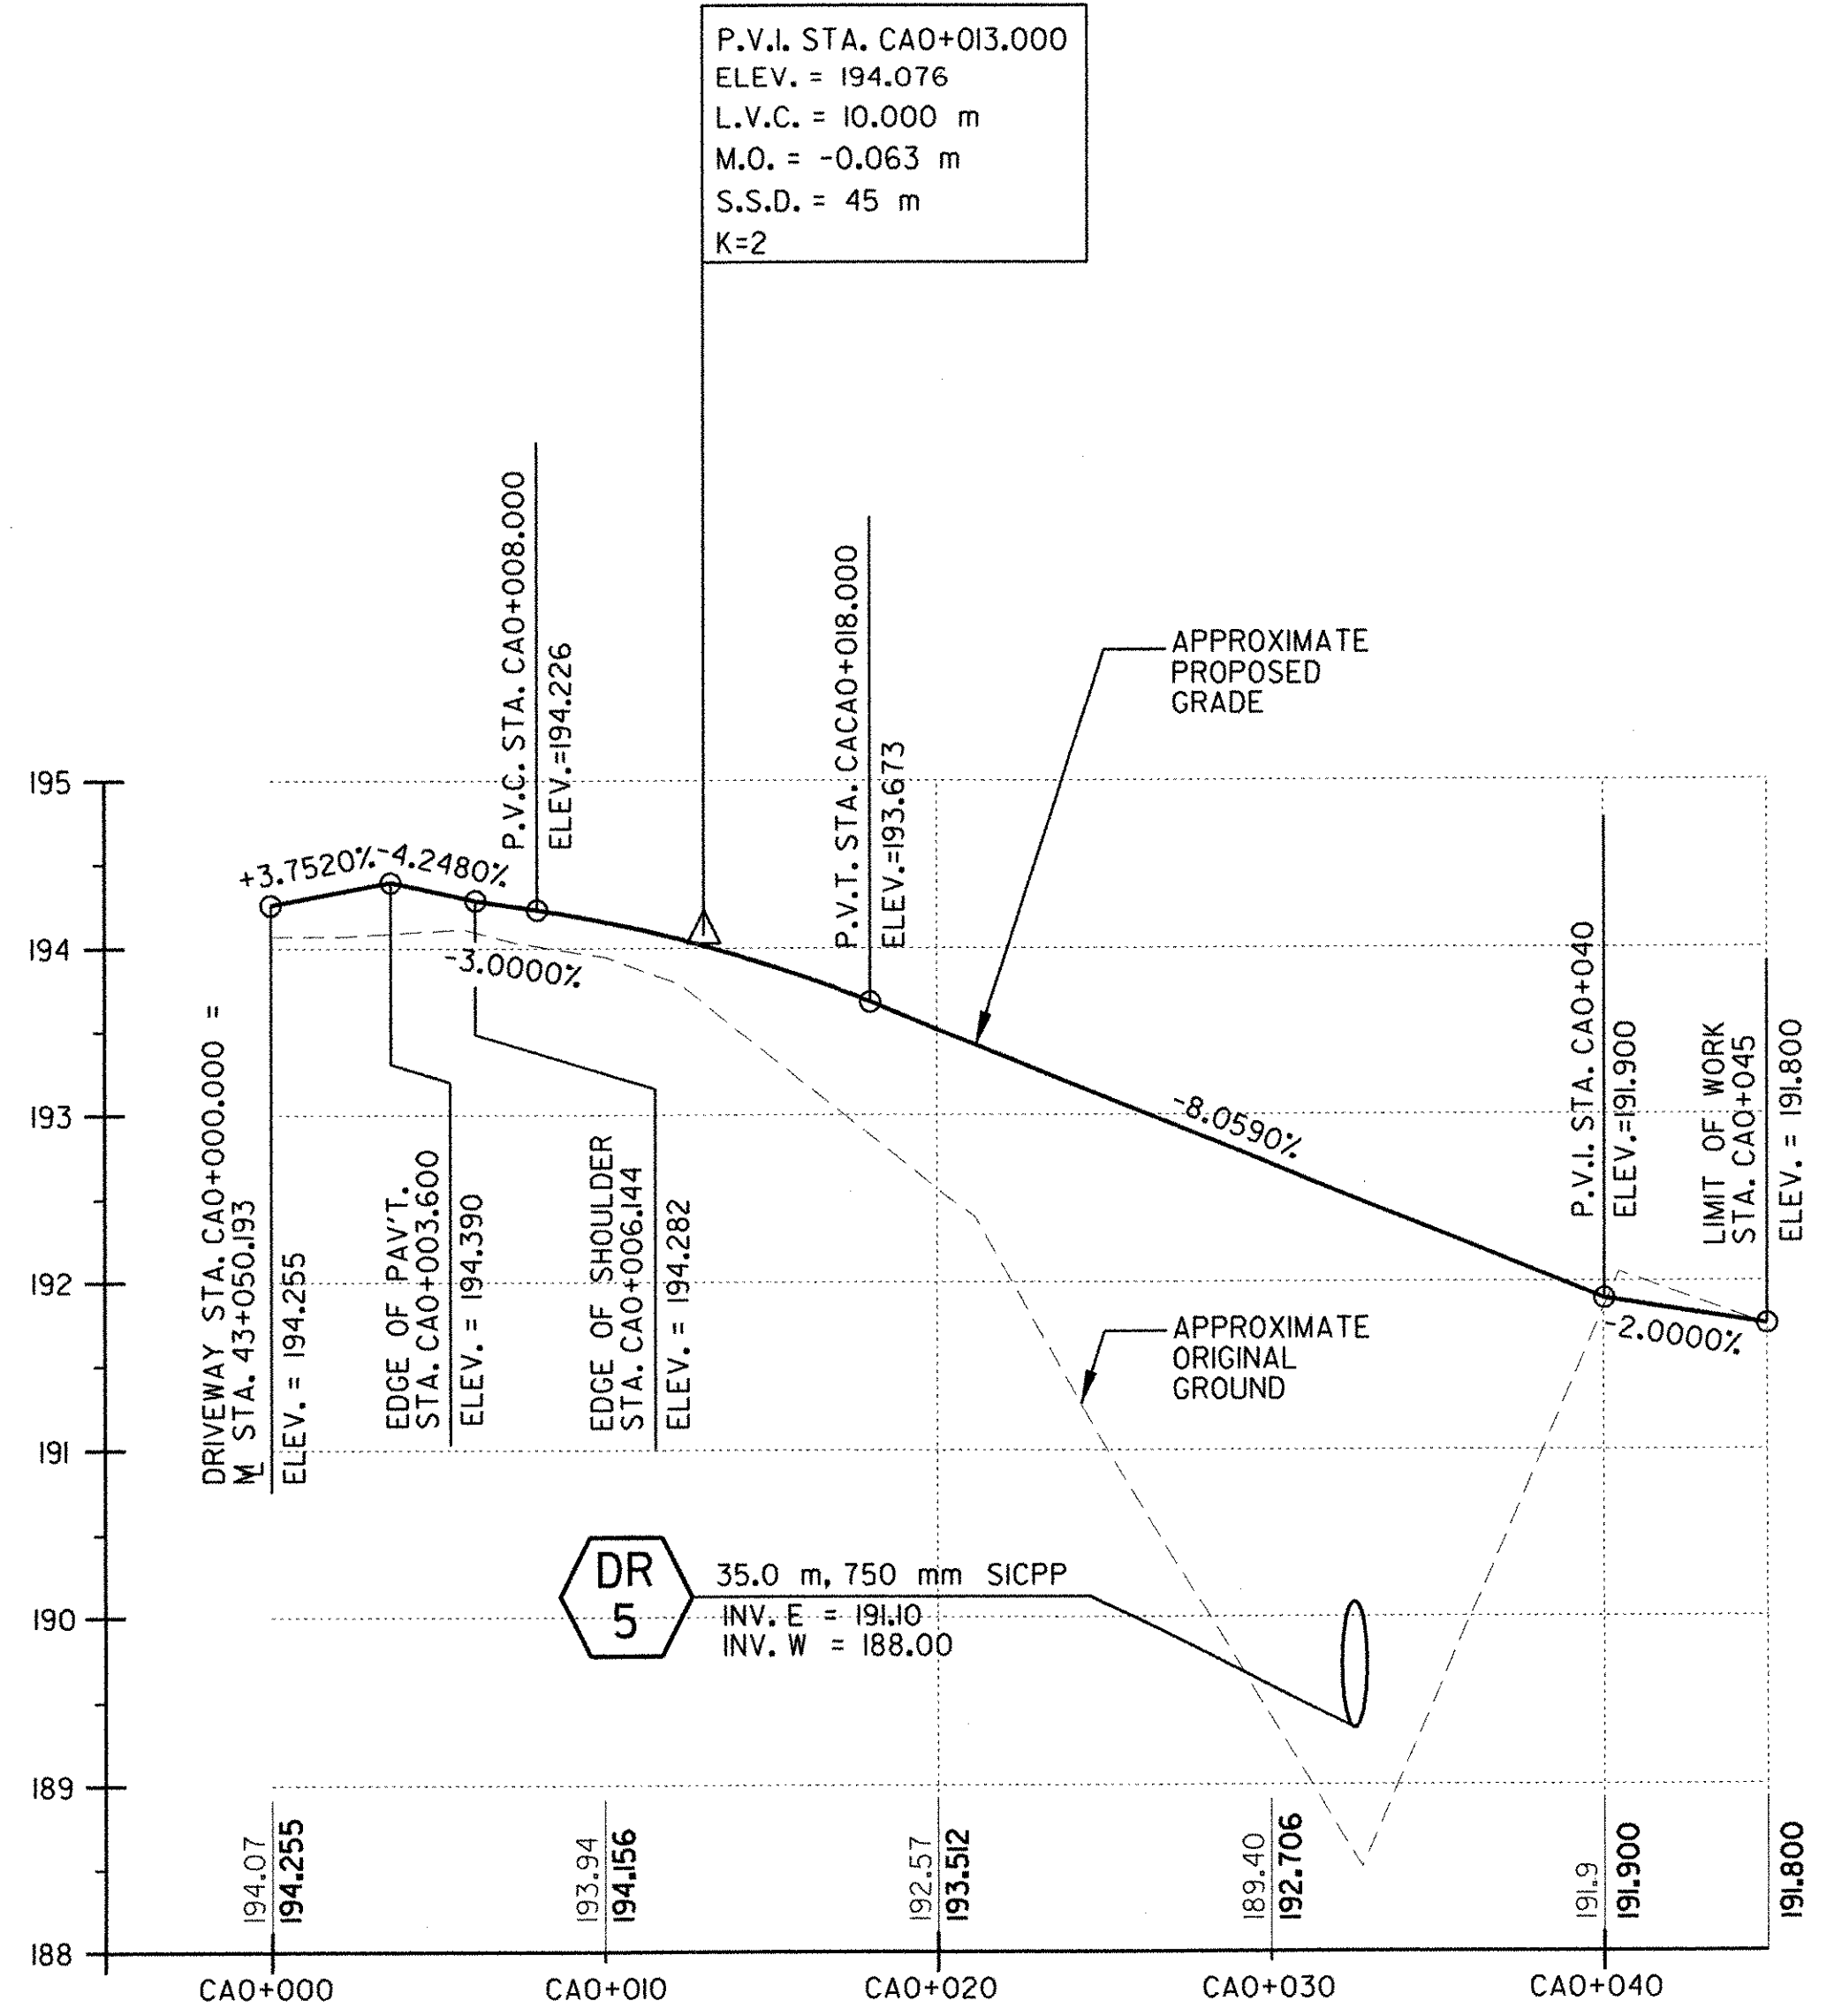 P.V.I. STA. CA0+013.000
ELEV. = 194.076
L.V.C. = 10.000 m
M.O. = -0.063 m
S.S.D. = 45 m
K=2
P.V.C. STA. CA0+008.000
ELEV.=194.226
P.V.T. STA. CACA0+018.000
ELEV.=193.673
APPROXIMATE
PROPOSED
GRADE
195
+3.7520%
-4.2480%
194
-3.0000%
P.V.I. STA. CA0+040
ELEV.=191.900
LIMIT OF WORK
STA. CA0+045
ELEV. = 191.800
193
-8.0590%
DRIVEWAY STA. CA0+000.000 =
M STA. 43+050.193
ELEV. = 194.255
EDGE OF PAV'T.
STA. CA0+003.600
ELEV. = 194.390
EDGE OF SHOULDER
STA. CA0+006.144
ELEV. = 194.282
192
-2.0000%
APPROXIMATE
ORIGINAL
GROUND
191
DR
5
35.0 m, 750 mm SICPP
INV. E = 191.10
INV. W = 188.00
190
189
194.07
194.255
193.94
194.156
192.57
193.512
189.40
192.706
191.9
191.900
191.800
188
CA0+000
CA0+010
CA0+020
CA0+030
CA0+040